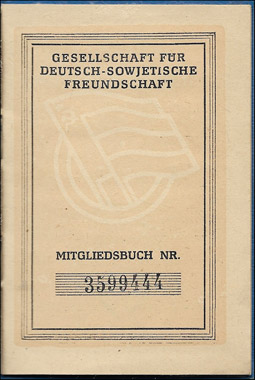 GESELLSCHAFT FÜR
DEUTSCH-SOWJETISCHE
FREUNDSCHAFT
MITGLIEDSBUCH NR.
3599444